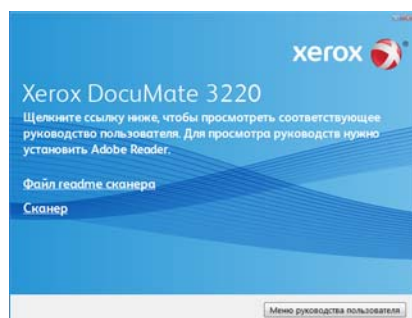 xerox
Xerox DocuMate 3220
Щелкните ссылку ниже, чтобы просмотреть соответствующее
руководство пользователя. Для просмотра руководств нужно
установить Adobe Reader.
Файл readme сканера
Сканер
Меню руководства пользователя